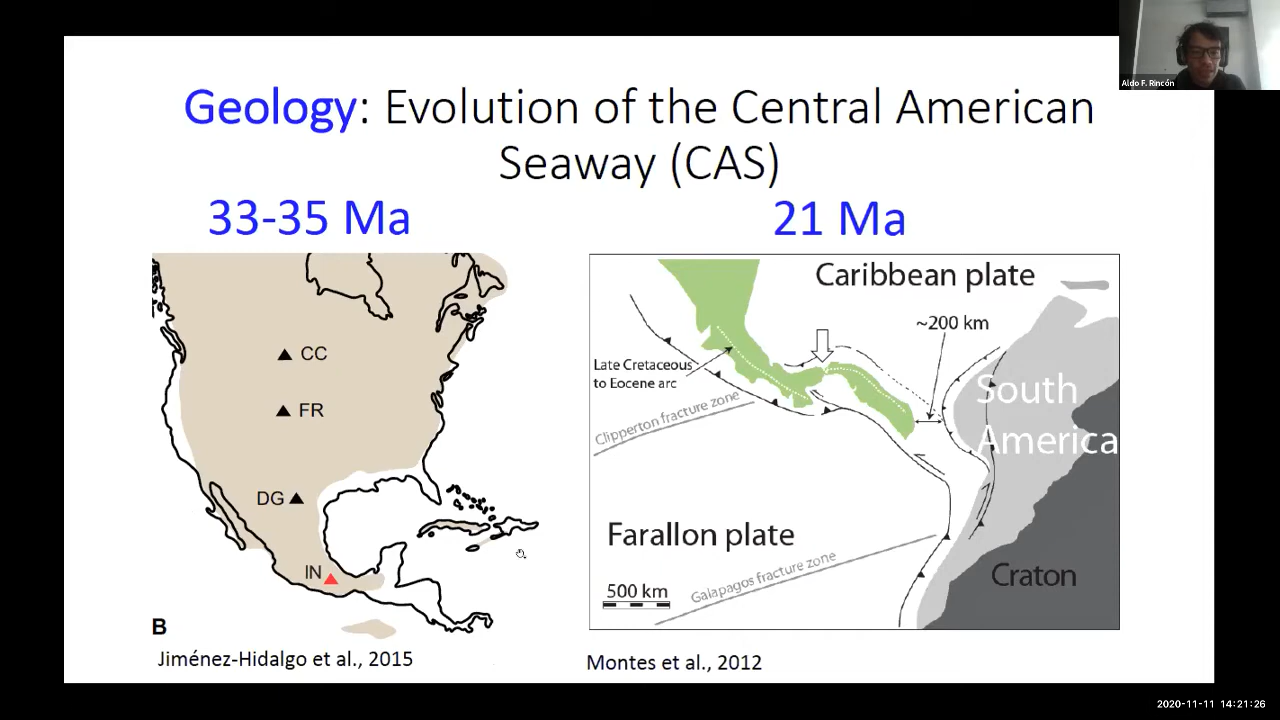 Aldo F. Rincón
Geology: Evolution of the Central American
Seaway (CAS)
33-35 Ma
21 Ma
CC
FR
DG
IN
B
Jiménez-Hidalgo et al., 2015
Caribbean plate
~200 km
Late Cretaceous
to Eocene arc
Clipperton fracture zone
South
America
Farallon plate
Galapagos fracture zone
500 km
Craton
Montes et al., 2012
2020-11-11 14:21:26